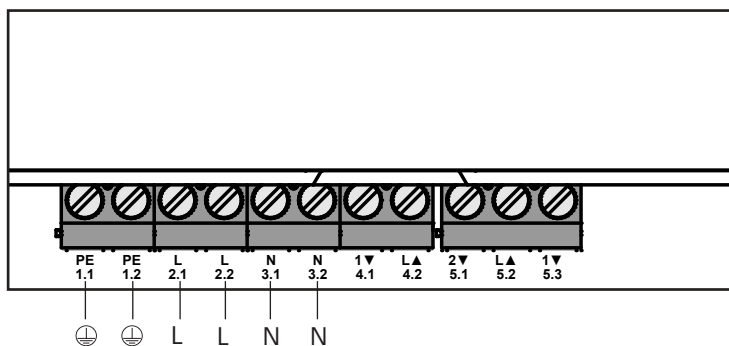 PE PE L L N N 1▼ L▲ 2▼ L▲ 1▼
1.1 1.2 2.1 2.2 3.1 3.2 4.1 4.2 5.1 5.2 5.3
L L N N